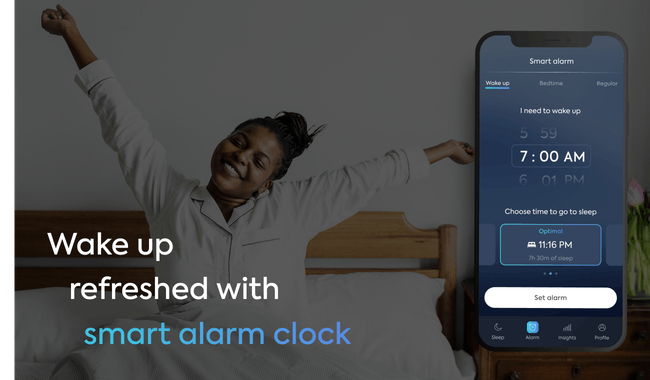 Wake up
refreshed with
smart alarm clock
Smart alarm
Wake up Bedtime Regular
I need to wake up
5 59
7 : 00 AM
6 01 PM
Choose time to go to sleep
Optimal
11:16 PM
7h 30m of sleep
Set alarm
Sleep Alarm Insights Profile